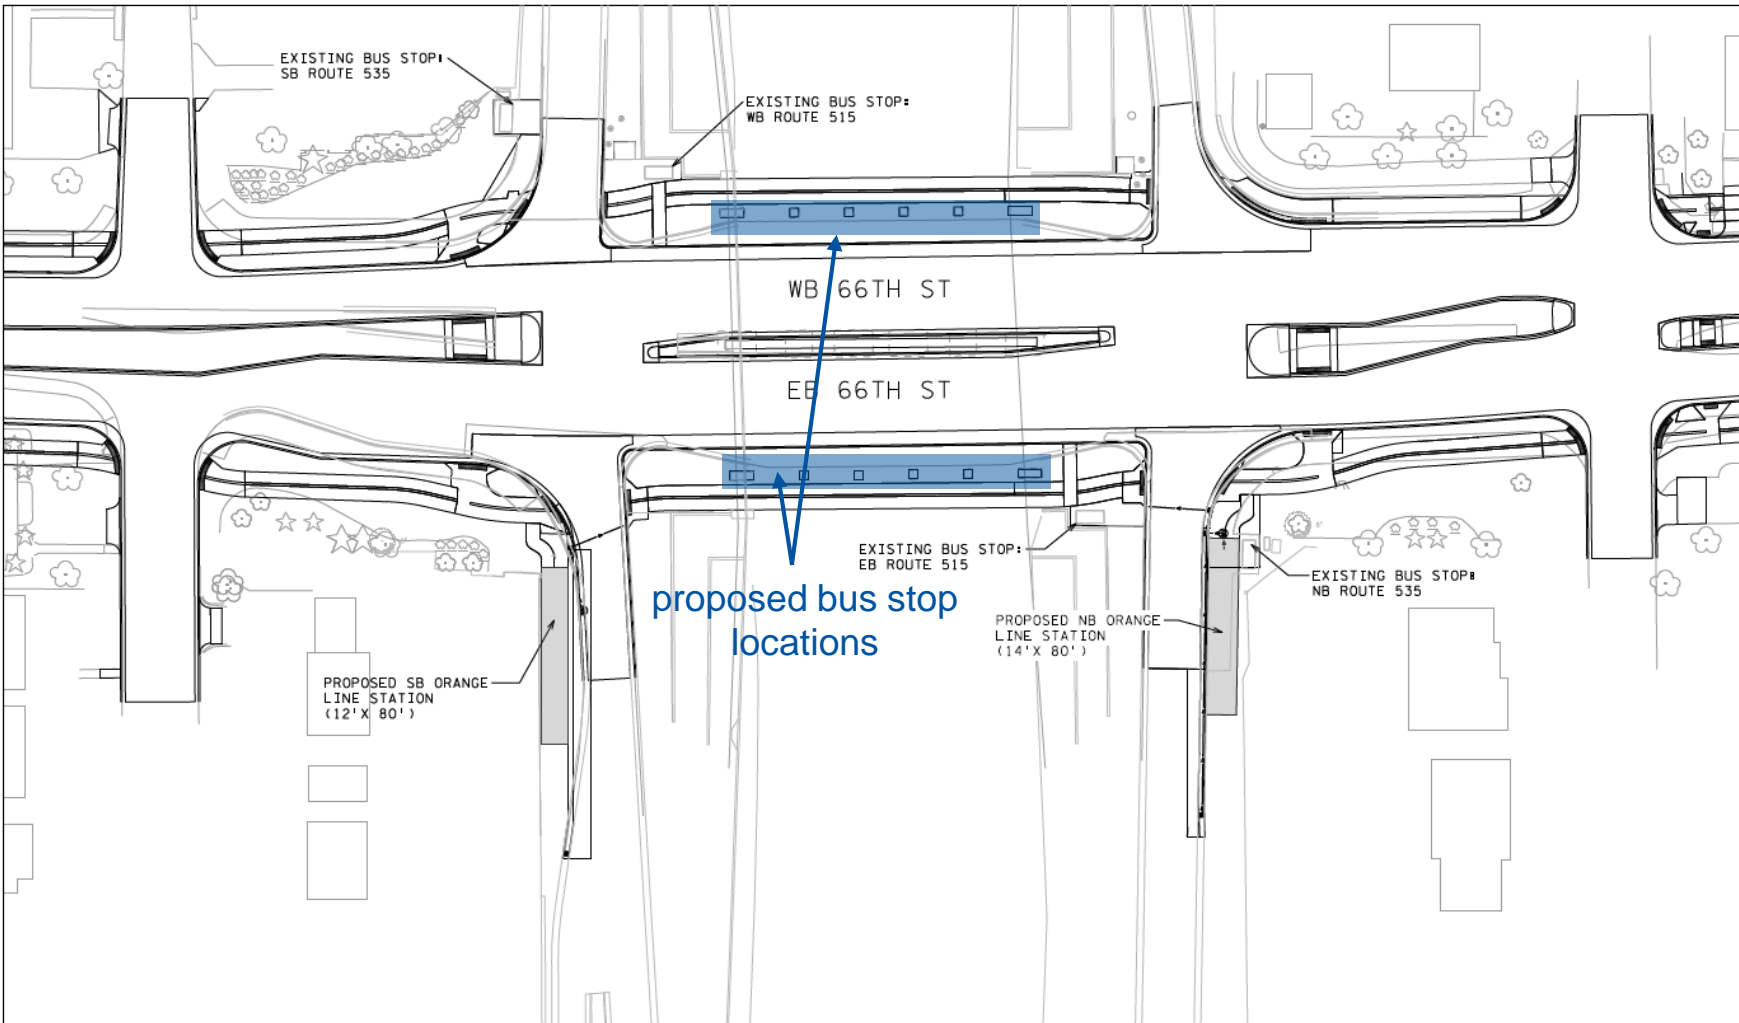 EXISTING BUS STOP:
SB ROUTE 535
EXISTING BUS STOP:
WB ROUTE 515
WB 66TH ST
EB 66TH ST
EXISTING BUS STOP:
EB ROUTE 515
EXISTING BUS STOP:
NB ROUTE 535
proposed bus stop
locations
PROPOSED NB ORANGE
LINE STATION
(14'X 80')
PROPOSED SB ORANGE
LINE STATION
(12'X 80')